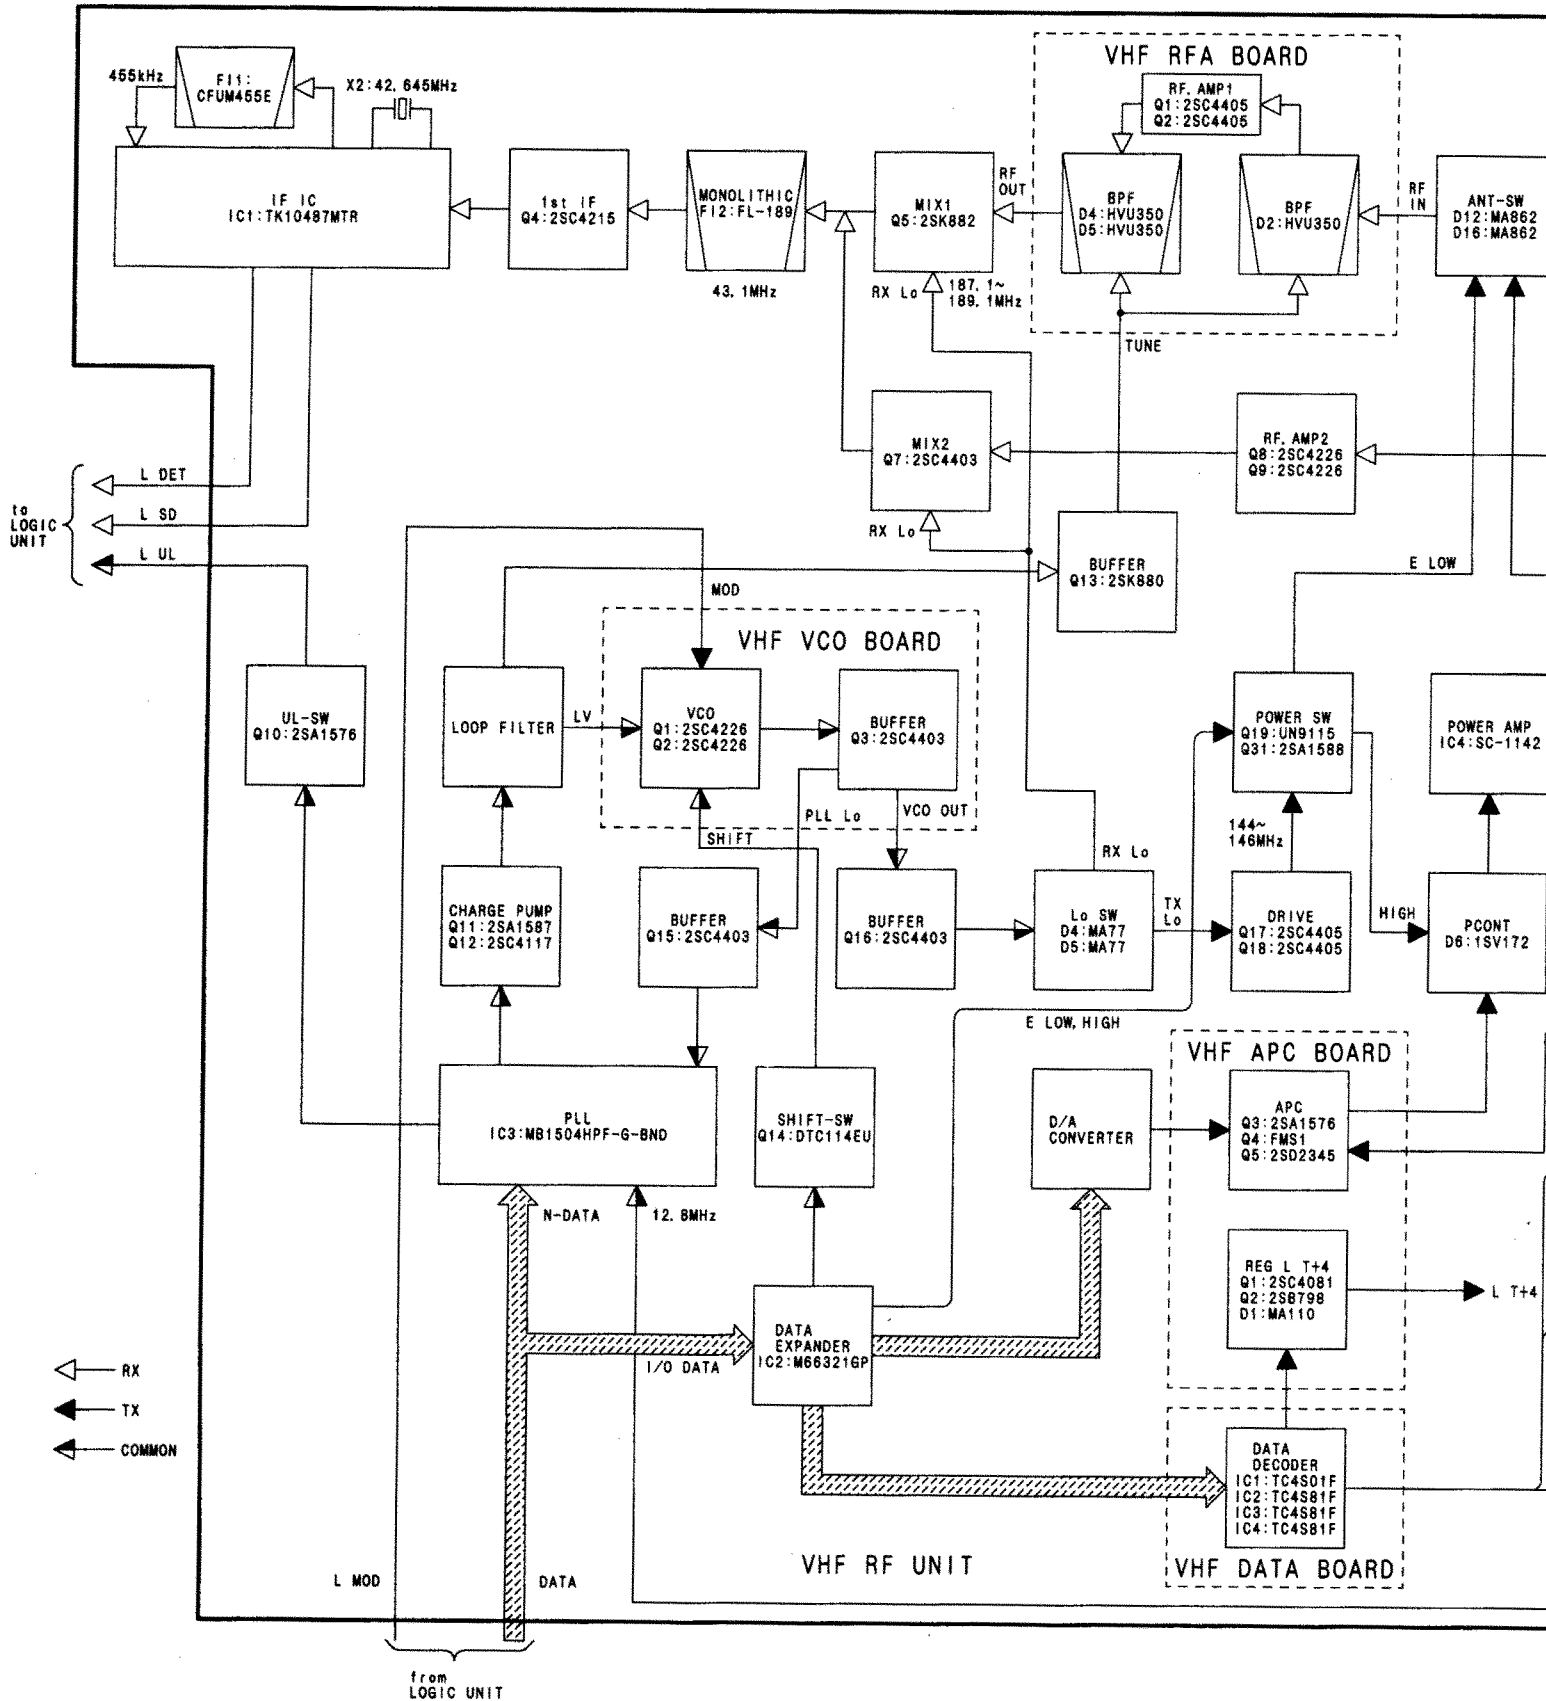 VHF RFA BOARD
455kHz
FI1:
CFUM455E
X2:42.645MHz
RF.AMP1
Q1:2SC4405
Q2:2SC4405
IF IC
IC1:TK10487MTR
1st IF
Q4:2SC4215
MONOLITHIC
FI2:FL-189
43.1MHz
MIX1
Q5:2SK882
RF
OUT
BPF
D4:HVU350
D5:HVU350
BPF
D2:HVU350
RF
IN
ANT-SW
D12:MA862
D16:MA862
RX Lo
187.1~
189.1MHz
TUNE
MIX2
Q7:2SC4403
RF.AMP2
Q8:2SC4226
Q9:2SC4226
to
LOGIC
UNIT
L DET
L SD
L UL
RX Lo
BUFFER
Q13:2SK880
E LOW
MOD
VHF VCO BOARD
UL-SW
Q10:2SA1576
LOOP FILTER
LV
VCO
Q1:2SC4226
Q2:2SC4226
BUFFER
Q3:2SC4403
POWER SW
Q19:UN9115
Q31:2SA1588
POWER AMP
IC4:SC-1142
PLL Lo
VCO OUT
SHIFT
RX Lo
144~
146MHz
CHARGE PUMP
Q11:2SA1587
Q12:2SC4117
BUFFER
Q15:2SC4403
BUFFER
Q16:2SC4403
Lo SW
D4:MA77
D5:MA77
TX
Lo
DRIVE
Q17:2SC4405
Q18:2SC4405
HIGH
PCONT
D6:1SV172
E LOW,HIGH
VHF APC BOARD
PLL
IC3:MB1504HPF-G-BND
SHIFT-SW
Q14:DTC114EU
D/A
CONVERTER
APC
Q3:2SA1576
Q4:FMS1
Q5:2SD2345
N-DATA
12.8MHz
REG L T+4
Q1:2SC4081
Q2:2SB798
D1:MA110
L T+4
DATA
EXPANDER
IC2:M66321GP
I/O DATA
RX
TX
COMMON
DATA
DECODER
IC1:TC4S01F
IC2:TC4S81F
IC3:TC4S81F
IC4:TC4S81F
VHF RF UNIT
VHF DATA BOARD
L MOD
DATA
from
LOGIC UNIT